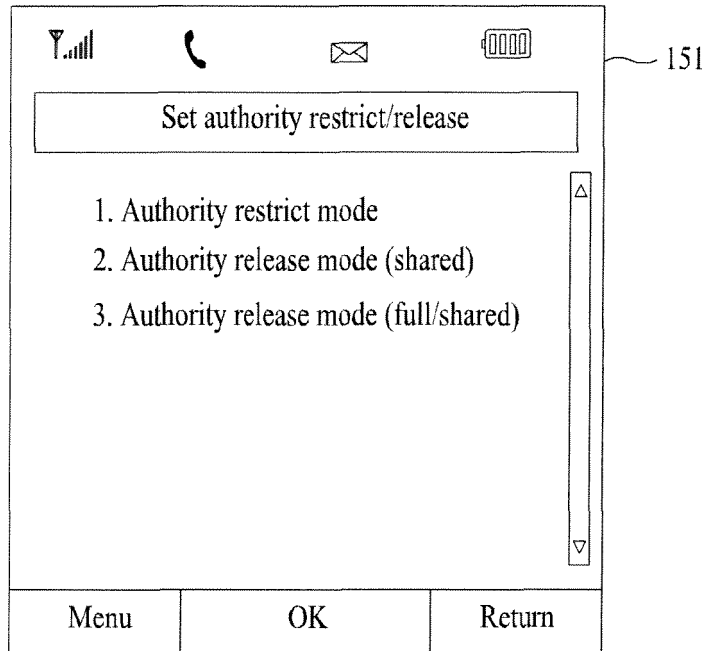 151
Set authority restrict/release
1. Authority restrict mode
2. Authority release mode (shared)
3. Authority release mode (full/shared)
Menu OK Return